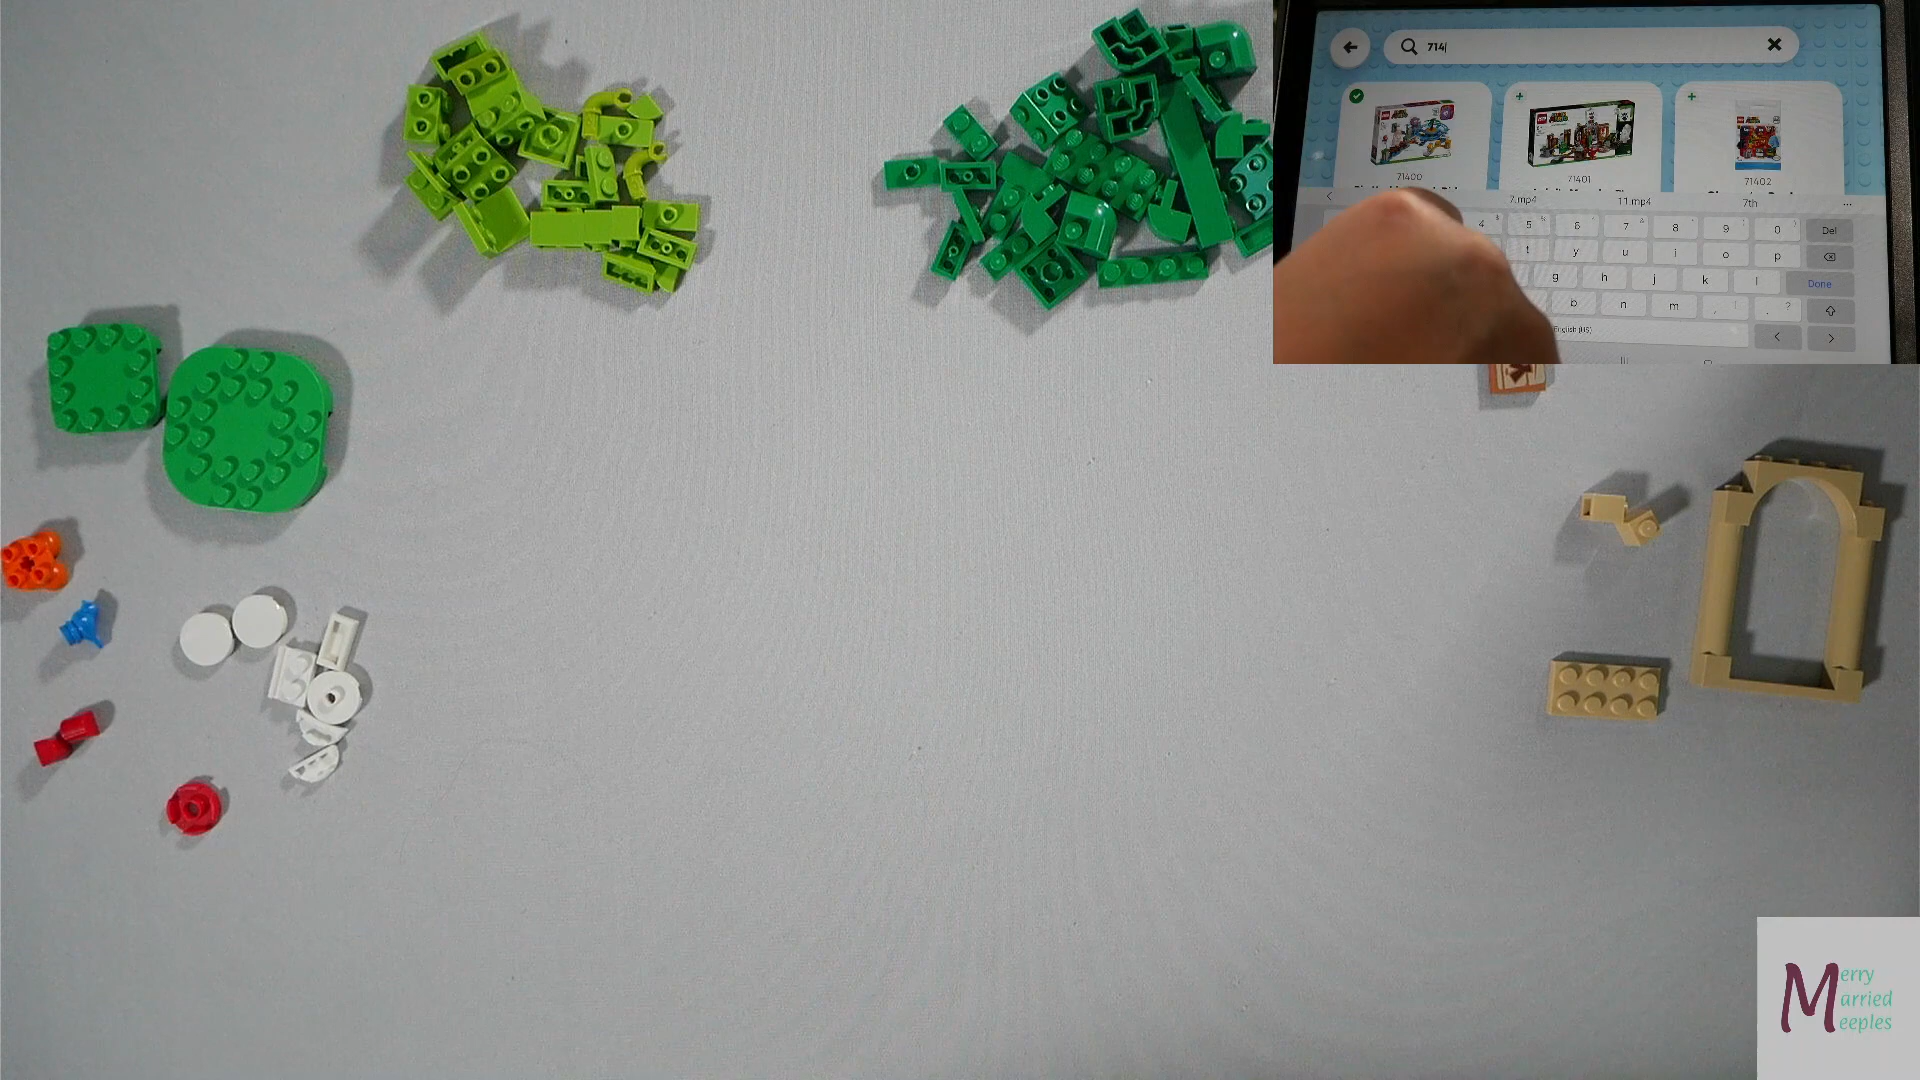 714
71400
71401
71402
7.mp4
11.mp4
7th
4 5 6 7 8 9 0 Del
t y u i o p
g h j k l Done
b n m , . ?
English (US)
Merry
Married
Meeples